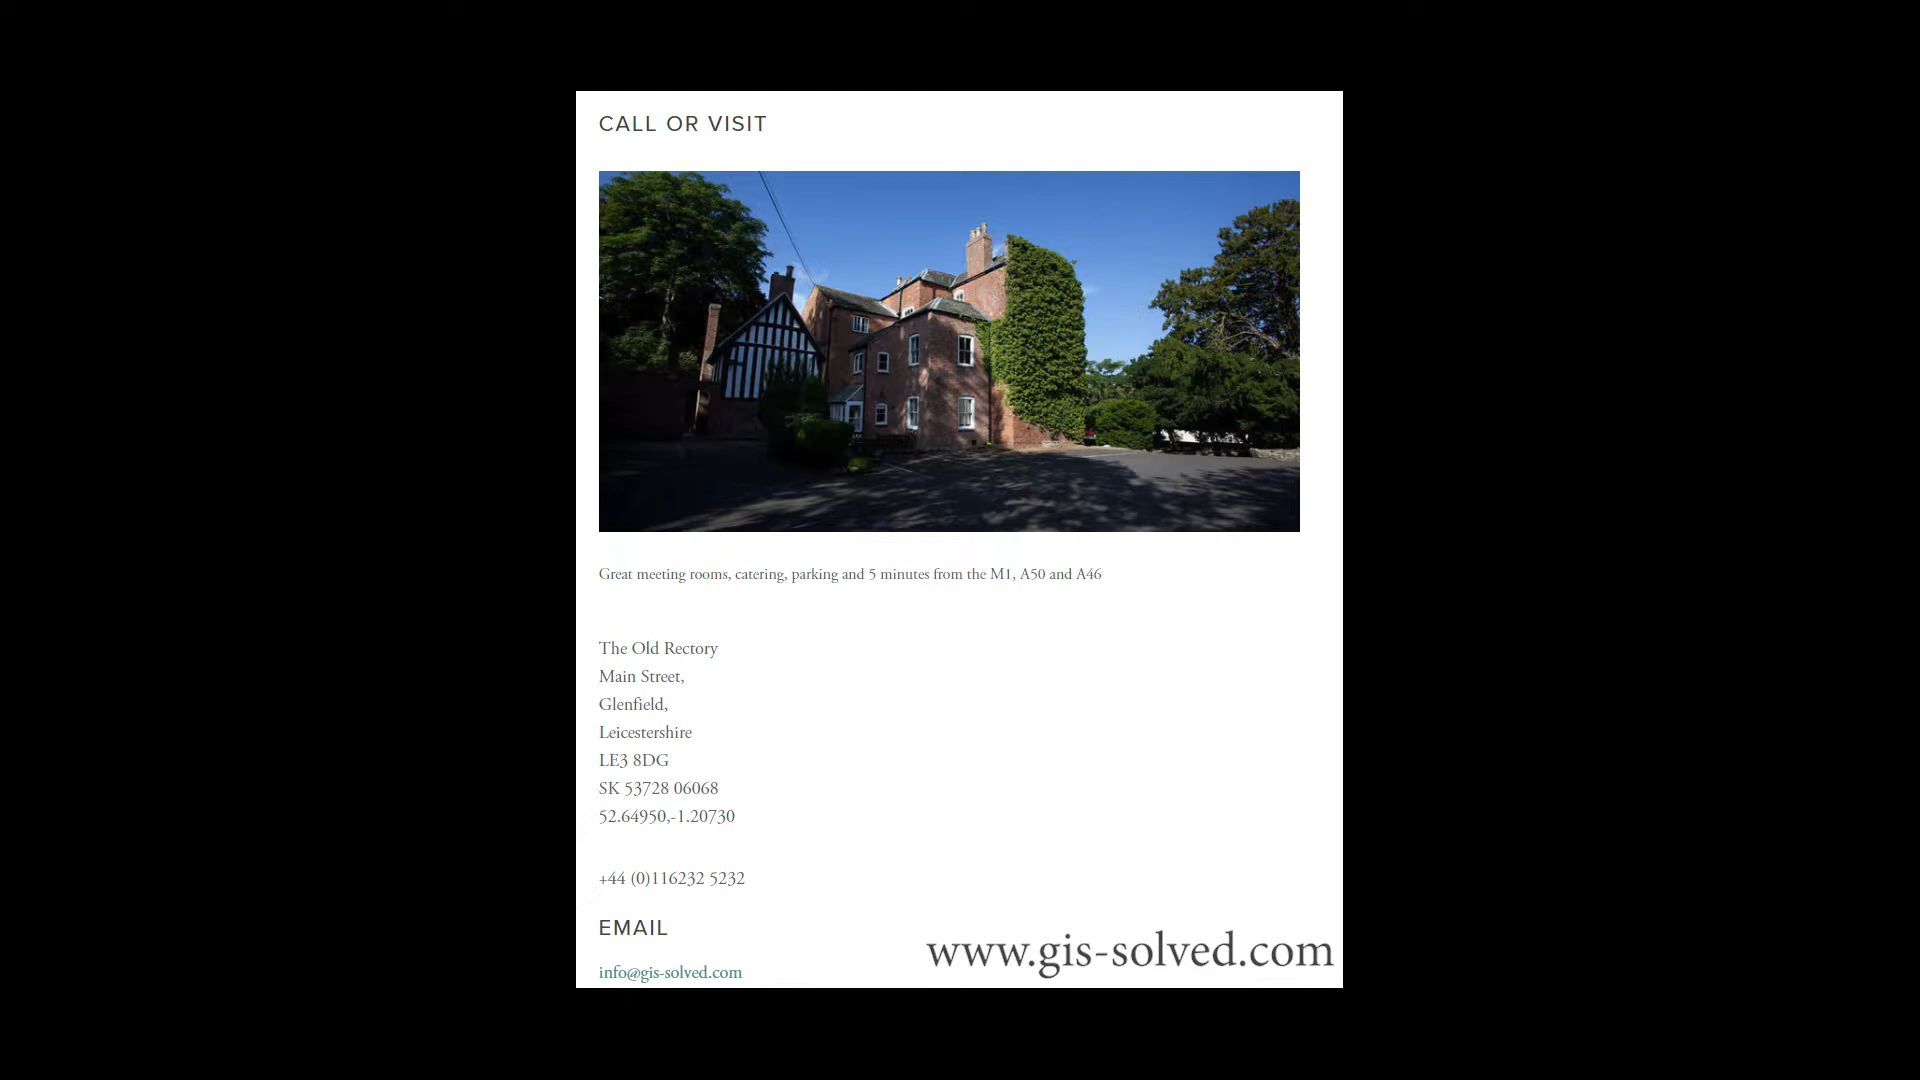 CALL OR VISIT
Great meeting rooms, catering, parking and 5 minutes from the M1, A50 and A46
The Old Rectory
Main Street,
Glenfield,
Leicestershire
LE3 8DG
SK 53728 06068
52.64950,-1.20730
+44 (0)116232 5232
EMAIL
www.gis-solved.com
info@gis-solved.com